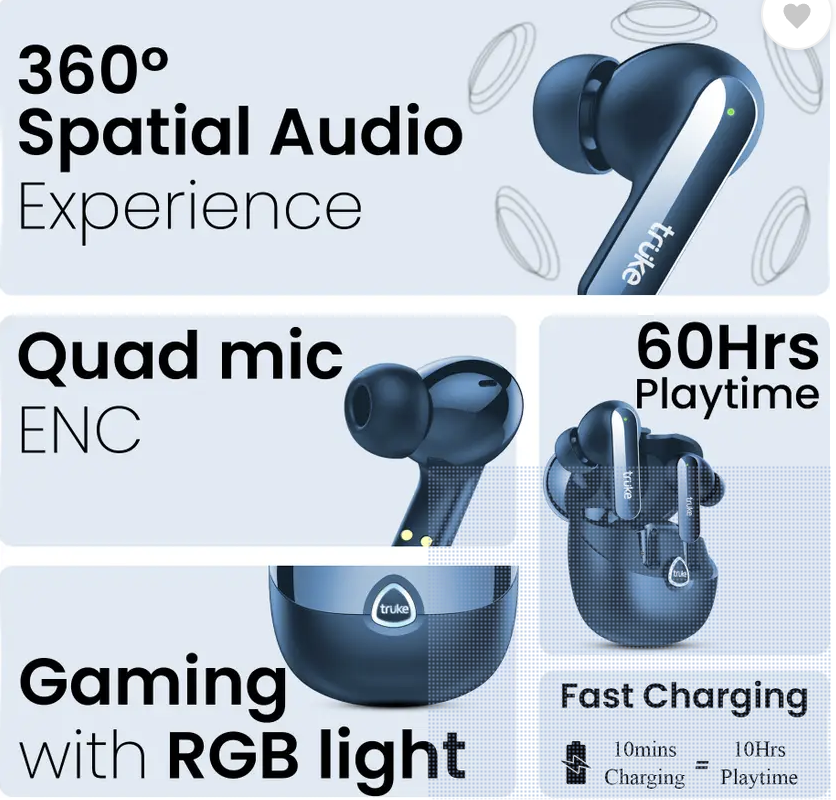 360°
Spatial Audio
Experience
truke
Quad mic
ENC
60Hrs
Playtime
truke
truke
truke
truke
Gaming
with RGB light
Fast Charging
10mins
Charging
=
10Hrs
Playtime